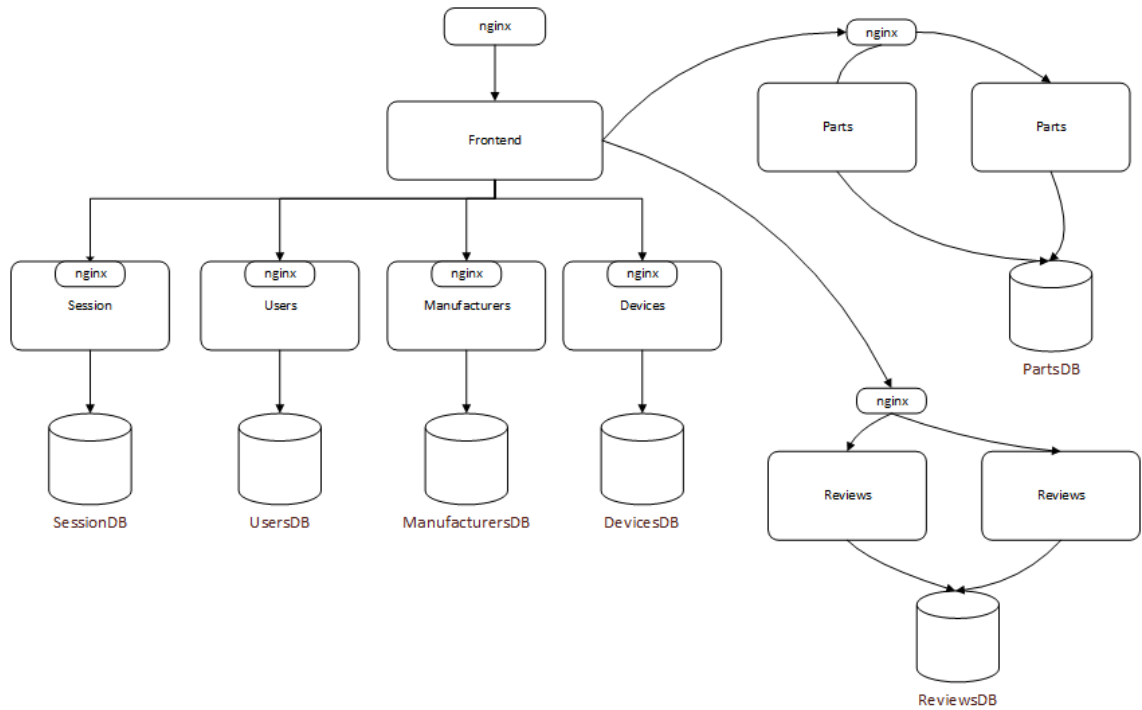 nginx
nginx
Frontend
Parts
Parts
nginx
nginx
nginx
nginx
Session
Users
Manufacturers
Devices
PartsDB
nginx
Reviews
Reviews
SessionDB
UsersDB
ManufacturersDB
DevicesDB
ReviewsDB